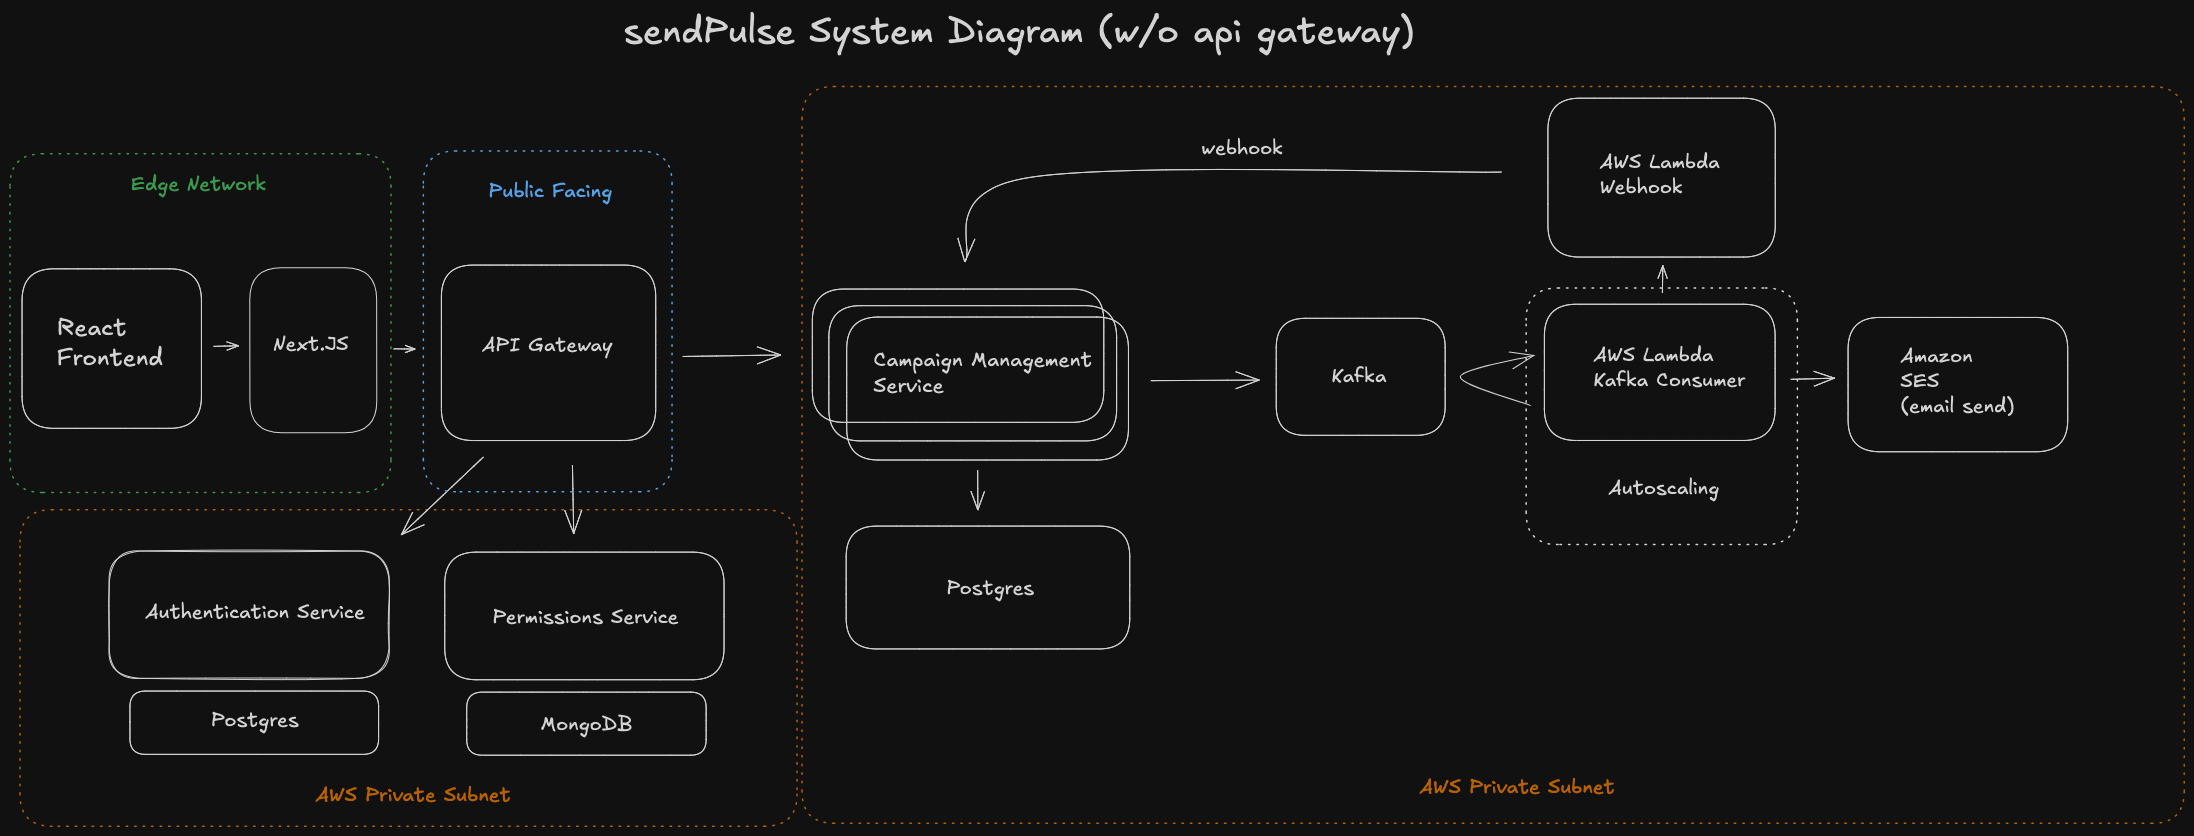 sendPulse System Diagram (w/o api gateway)
Edge Network
Public Facing
webhook
AWS Lambda
Webhook
React
Frontend
Next.JS
API Gateway
Campaign Management
Service
Kafka
AWS Lambda
Kafka Consumer
Autoscaling
Amazon
SES
(email send)
Authentication Service
Permissions Service
Postgres
Postgres
MongoDB
AWS Private Subnet
AWS Private Subnet